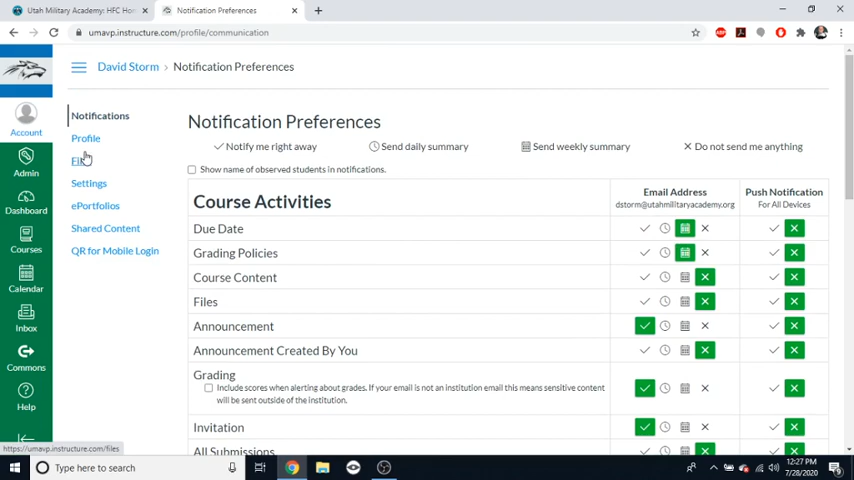 Utah Military Academy: HFC Ho
Notification Preferences
umavp.instructure.com/profile/communication
David Storm > Notification Preferences
Account
Admin
Dashboard
Courses
Calendar
Inbox
Commons
Help
Notifications
Profile
Settings
ePortfolios
Shared Content
QR for Mobile Login
Notification Preferences
Notify me right away
Send daily summary
Send weekly summary
Do not send me anything
Show name of observed students in notifications.
Course Activities
Email Address
dstorm@utahmilitaryacademy.org
Push Notification
For All Devices
Due Date
Grading Policies
Course Content
Files
Announcement
Announcement Created By You
Grading
Include scores when alerting about grades. If your email is not an institution email this means sensitive content
will be sent outside of the institution.
Invitation
All Submissions
https://umavp.instructure.com/files
Type here to search
12:27 PM
7/28/2020